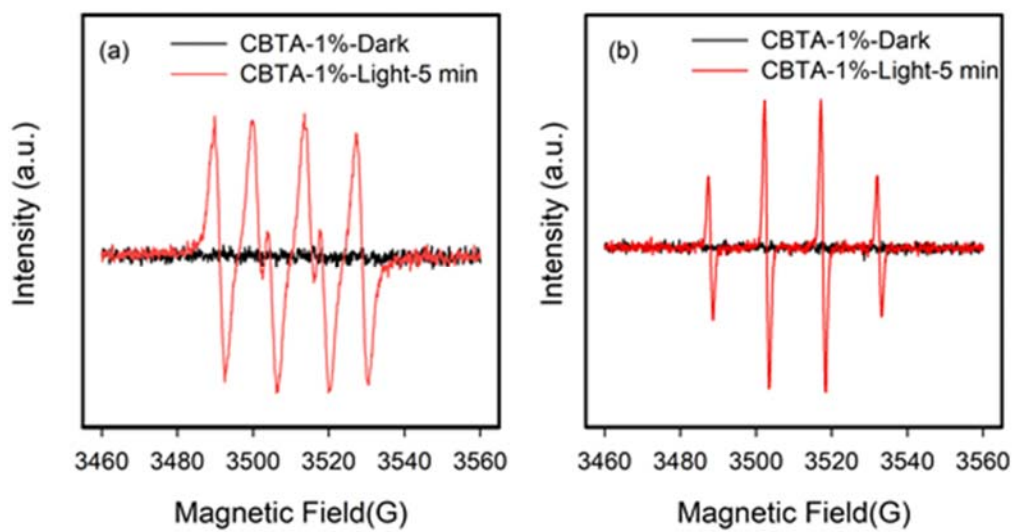 (a)
CBTA-1%-Dark
CBTA-1%-Light-5 min
Intensity (a.u.)
3460 3480 3500 3520 3540 3560
Magnetic Field(G)
(b)
CBTA-1%-Dark
CBTA-1%-Light-5 min
Intensity (a.u.)
3460 3480 3500 3520 3540 3560
Magnetic Field(G)